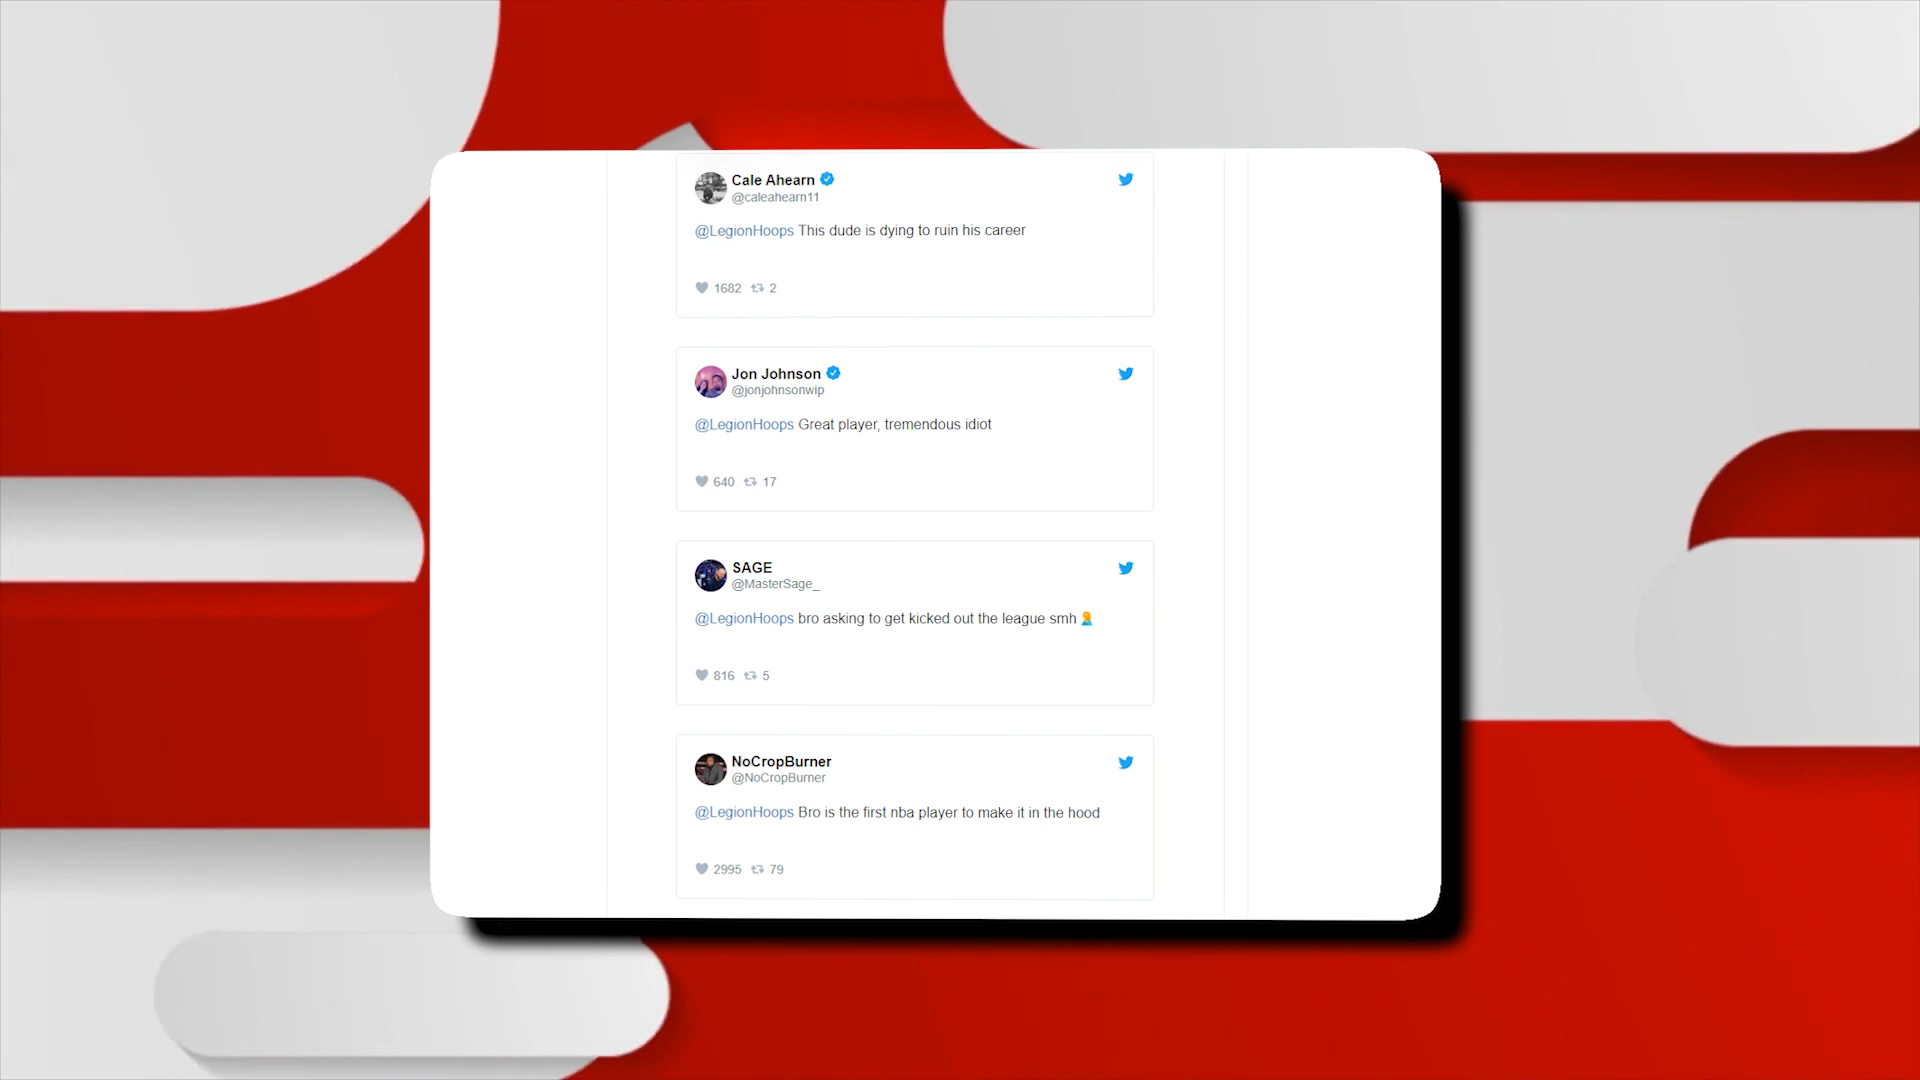 Cale Ahearn
@caleahearn11
@LegionHoops This dude is dying to ruin his career
1682 2
Jon Johnson
@jonjohnsonwip
@LegionHoops Great player, tremendous idiot
640 17
SAGE
@MasterSage_
@LegionHoops bro asking to get kicked out the league smh 🤦
816 5
NoCropBurner
@NoCropBurner
@LegionHoops Bro is the first nba player to make it in the hood
2995 79